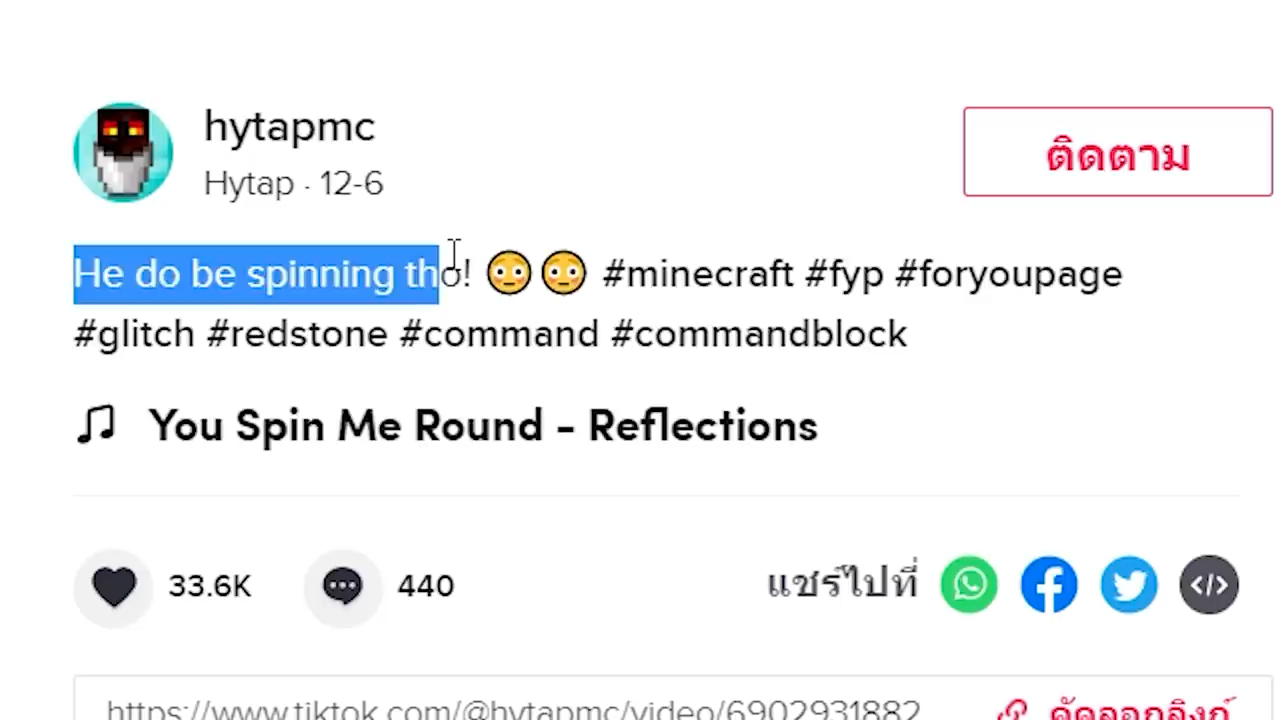 hytapmc
Hytap · 12-6
ติดตาม
He do be spinning tho! 😳😳 #minecraft #fyp #foryoupage
#glitch #redstone #command #commandblock
You Spin Me Round - Reflections
33.6K
440
แชร์ไปที่
https://www.tiktok.com/@hytapmc/video/6902931882
คัดลอกลิงก์